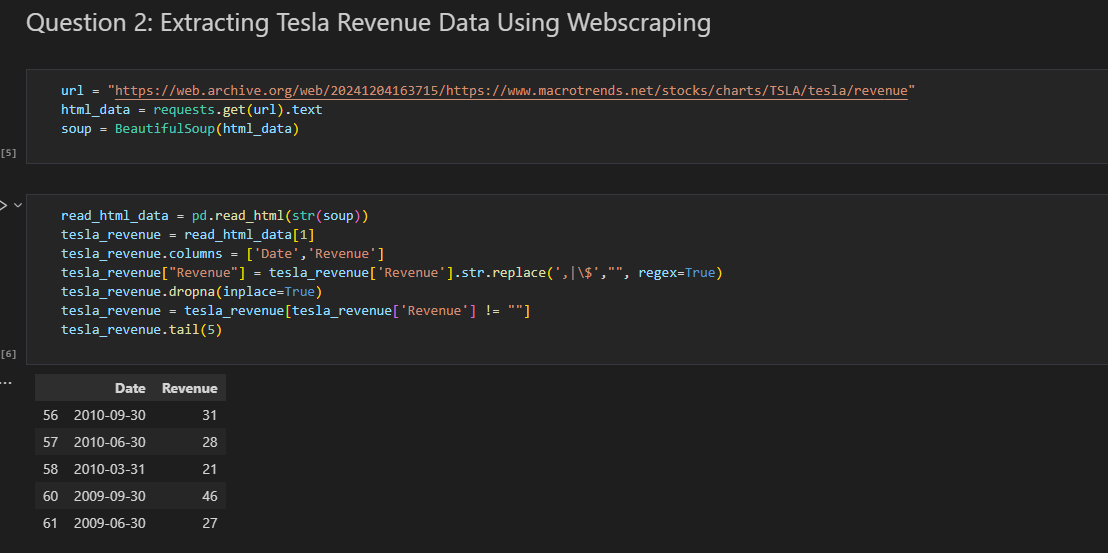 Question 2: Extracting Tesla Revenue Data Using Webscraping
url = "https://web.archive.org/web/20241204163715/https://www.macrotrends.net/stocks/charts/TSLA/tesla/revenue"
html_data = requests.get(url).text
soup = BeautifulSoup(html_data)
[5]
read_html_data = pd.read_html(str(soup))
tesla_revenue = read_html_data[1]
tesla_revenue.columns = ['Date','Revenue']
tesla_revenue["Revenue"] = tesla_revenue['Revenue'].str.replace(',|\$',"", regex=True)
tesla_revenue.dropna(inplace=True)
tesla_revenue = tesla_revenue[tesla_revenue['Revenue'] != ""]
tesla_revenue.tail(5)
[6]
...
Date Revenue
56 2010-09-30 31
57 2010-06-30 28
58 2010-03-31 21
60 2009-09-30 46
61 2009-06-30 27